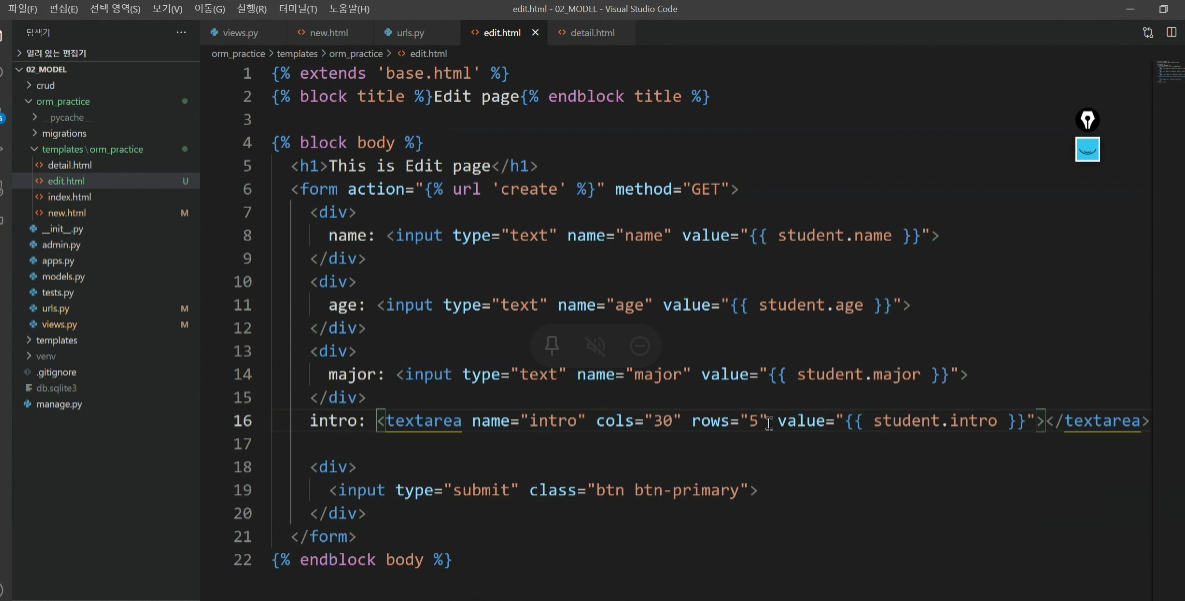 파일(F) 편집(E) 선택 영역(S) 보기(V) 이동(G) 실행(R) 터미널(T) 도움말(H) edit.html - 02_MODEL - Visual Studio Code
탐색기 ...
열려 있는 편집기
02_MODEL
crud
orm_practice
__pycache__
migrations
templates \ orm_practice
detail.html
edit.html U
index.html
new.html M
__init__.py
admin.py
apps.py
models.py
tests.py
urls.py M
views.py M
templates
venv
.gitignore
db.sqlite3
manage.py
views.py new.html urls.py edit.html detail.html
orm_practice > templates > orm_practice > edit.html
1 {% extends 'base.html' %}
2 {% block title %}Edit page{% endblock title %}
3
4 {% block body %}
5 <h1>This is Edit page</h1>
6 <form action="{% url 'create' %}" method="GET">
7 <div>
8 name: <input type="text" name="name" value="{{ student.name }}">
9 </div>
10 <div>
11 age: <input type="text" name="age" value="{{ student.age }}">
12 </div>
13 <div>
14 major: <input type="text" name="major" value="{{ student.major }}">
15 </div>
16 intro: <textarea name="intro" cols="30" rows="5" value="{{ student.intro }}"></textarea>
17
18 <div>
19 <input type="submit" class="btn btn-primary">
20 </div>
21 </form>
22 {% endblock body %}